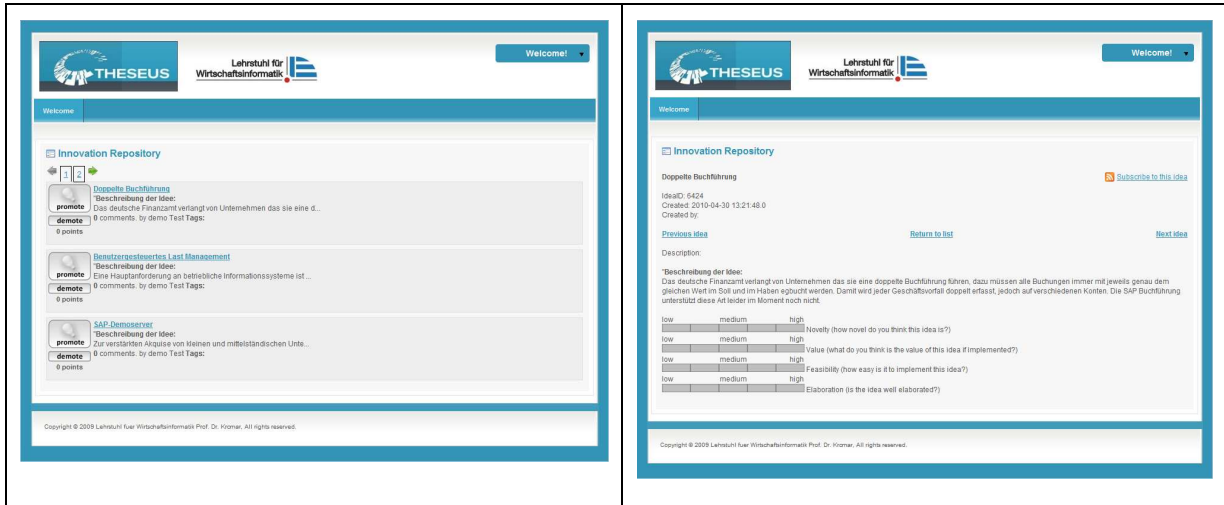 THESEUS
Lehrstuhl für
Wirtschaftsinformatik
Welcome!
Welcome
Innovation Repository
1 2
Doppelte Buchführung
"Beschreibung der Idee:
promote Das deutsche Finanzamt verlangt von Unternehmen das sie eine d...
demote 0 comments. by demo Test Tags:
0 points
Benutzergesteuertes Last Management
"Beschreibung der Idee:
promote Eine Hauptanforderung an betriebliche Informationssysteme ist ...
demote 0 comments. by demo Test Tags:
0 points
SAP-Demoserver
"Beschreibung der Idee:
promote Zur verstärkten Akquise von kleinen und mittelständischen Unte...
demote 0 comments. by demo Test Tags:
0 points
Copyright © 2009 Lehrstuhl fuer Wirtschaftsinformatik Prof. Dr. Krcmar, All rights reserved.
THESEUS
Lehrstuhl für
Wirtschaftsinformatik
Welcome!
Welcome
Innovation Repository
Doppelte Buchführung Subscribe to this idea
IdeaID: 6424
Created: 2010-04-30 13:21:48.0
Created by:
Previous idea Return to list Next idea
Description:
"Beschreibung der Idee:
Das deutsche Finanzamt verlangt von Unternehmen das sie eine doppelte Buchführung führen, dazu müssen alle Buchungen immer mit jeweils genau dem
gleichen Wert im Soll und im Haben egbucht werden. Damit wird jeder Geschäftsvorfall doppelt erfasst, jedoch auf verschiedenen Konten. Die SAP Buchführung
unterstützd diese Art leider im Moment noch nicht.
low medium high
Novelty (how novel do you think this idea is?)
low medium high
Value (what do you think is the value of this idea if implemented?)
low medium high
Feasibility (how easy is it to implement this idea?)
low medium high
Elaboration (is the idea well elaborated?)
Copyright © 2009 Lehrstuhl fuer Wirtschaftsinformatik Prof. Dr. Krcmar, All rights reserved.